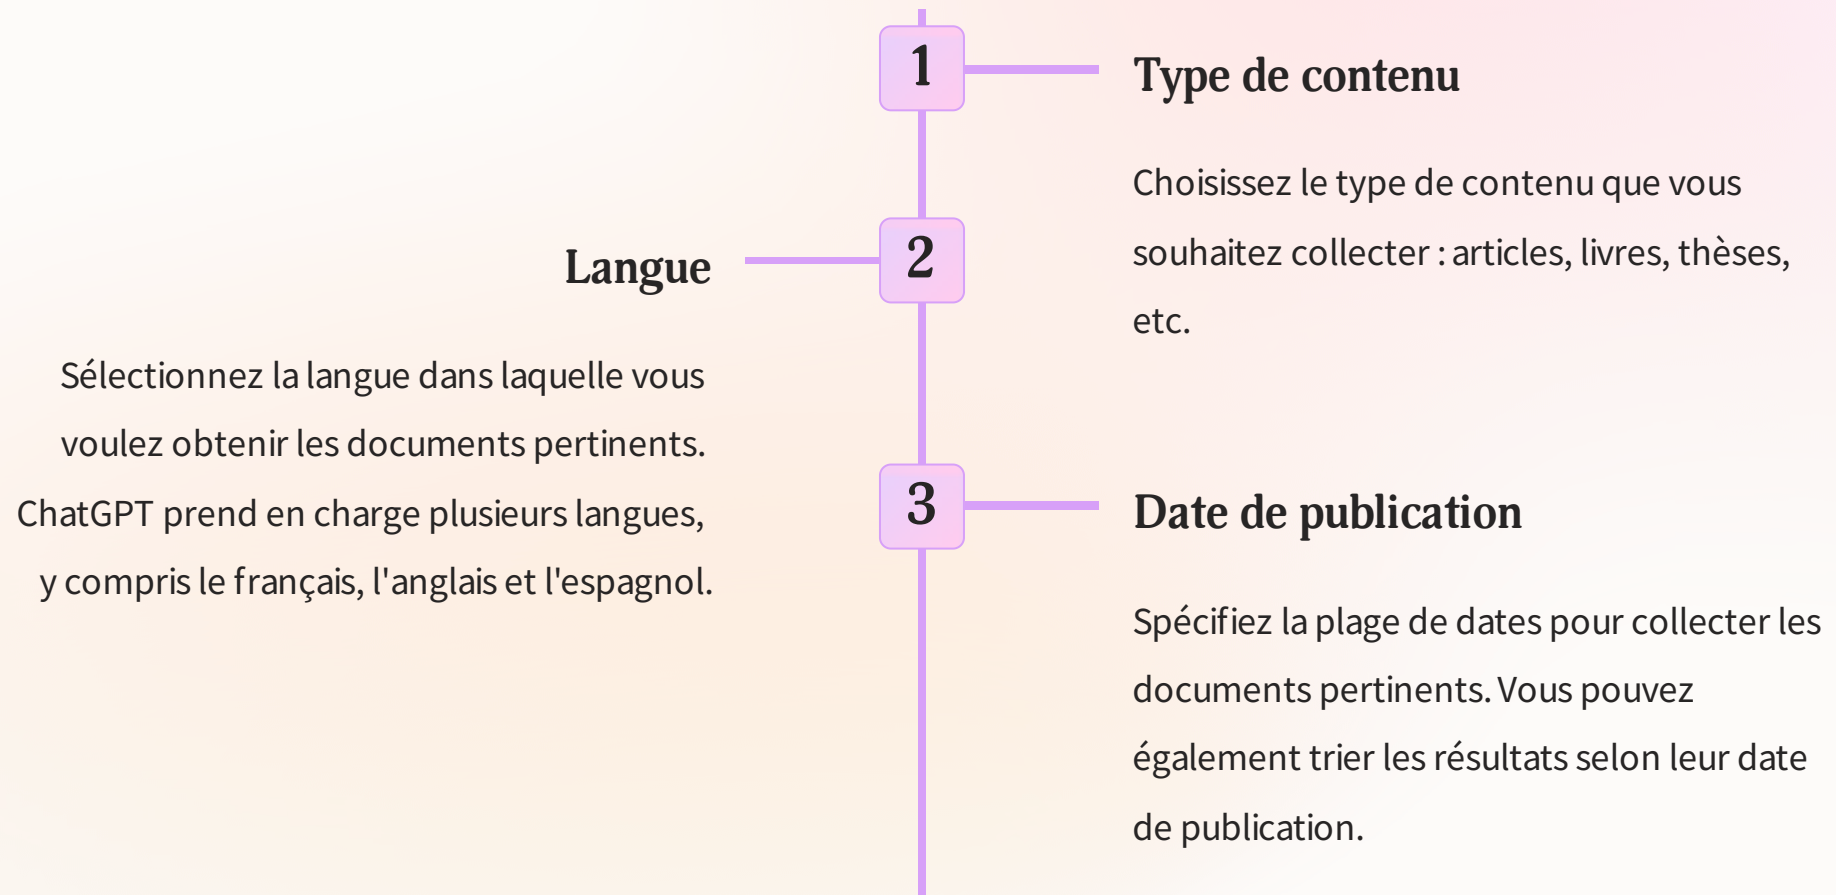 1
Type de contenu
Choisissez le type de contenu que vous
souhaitez collecter : articles, livres, thèses,
etc.
2
Langue
Sélectionnez la langue dans laquelle vous
voulez obtenir les documents pertinents.
ChatGPT prend en charge plusieurs langues,
y compris le français, l'anglais et l'espagnol.
3
Date de publication
Spécifiez la plage de dates pour collecter les
documents pertinents. Vous pouvez
également trier les résultats selon leur date
de publication.